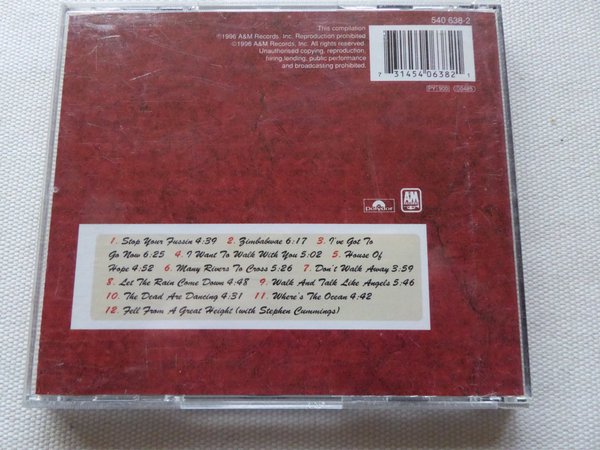 This compilation
℗1996 A&M Records, Inc. Reproduction prohibited
©1996 A&M Records, Inc. All rights reserved
Unauthorised copying, reproduction,
hiring, lending, public performance
and broadcasting prohibited.
540 638-2
7 31454 06382 1
PY 900
Polydor
A&M
1. Stop Your Fussin 4:39 2. Zimbabwae 6:17 3. I've Got To
Go Now 6:25 4. I Want To Walk With You 5:02 5. House Of
Hope 4:52 6. Many Rivers To Cross 5:26 7. Don't Walk Away 3:59
8. Let The Rain Come Down 4:48 9. Walk And Talk Like Angels 5:46
10. The Dead Are Dancing 4:31 11. Where's The Ocean 4:42
12. Fell From A Great Height (with Stephen Cummings)